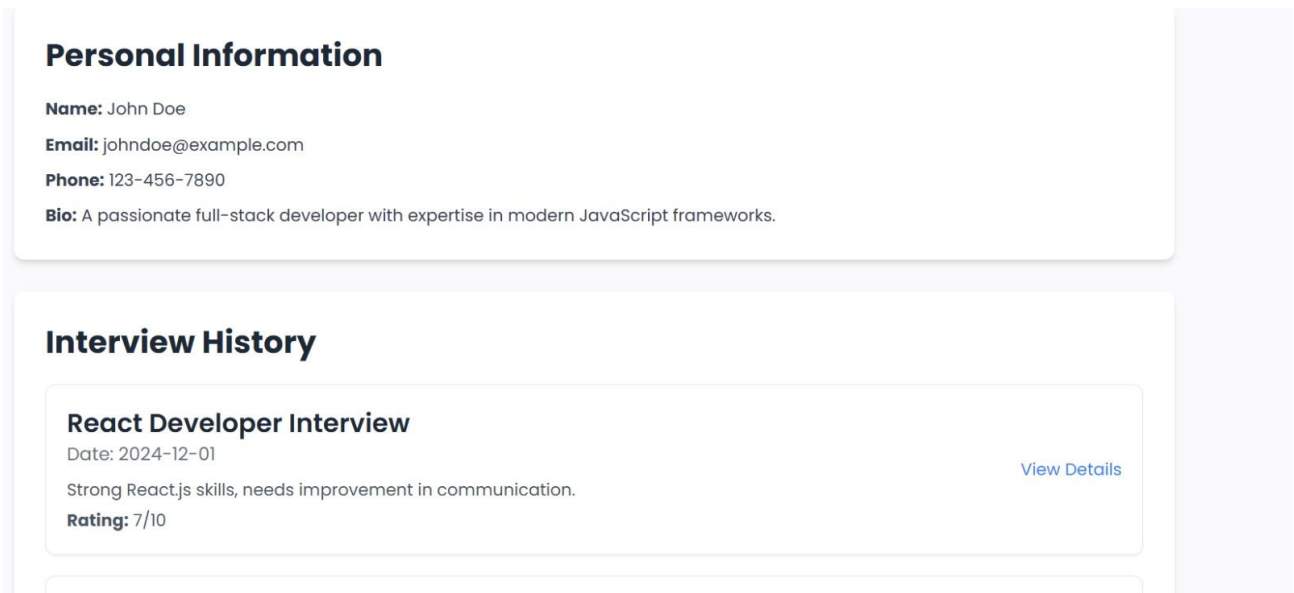 Personal Information
Name: John Doe
Email: johndoe@example.com
Phone: 123-456-7890
Bio: A passionate full-stack developer with expertise in modern JavaScript frameworks.
Interview History
React Developer Interview
Date: 2024-12-01
View Details
Strong React.js skills, needs improvement in communication.
Rating: 7/10